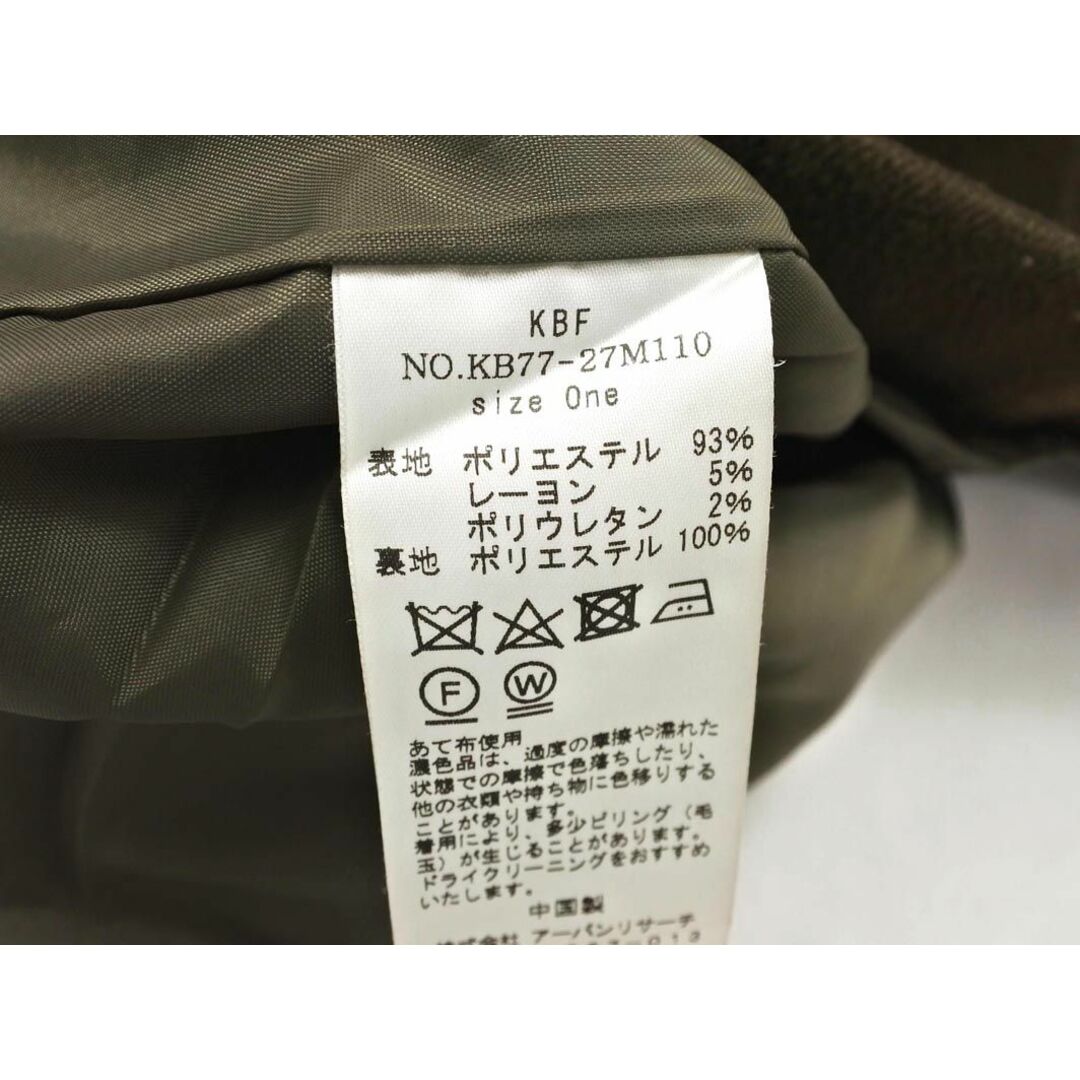 KBF
NO.KB77-27M110
size One
表地 ポリエステル 93%
レーヨン 5%
ポリウレタン 2%
裏地 ポリエステル 100%
F W
あて布使用
濃色品は、過度の摩擦や濡れた
状態での摩擦で色落ちしたり、
他の衣類や持ち物に色移りする
ことがあります。
着用により、多少ピリング（毛
玉）が生じることがあります。
ドライクリーニングをおすすめ
いたします。
中国製
株式会社 アーバンリサーチ